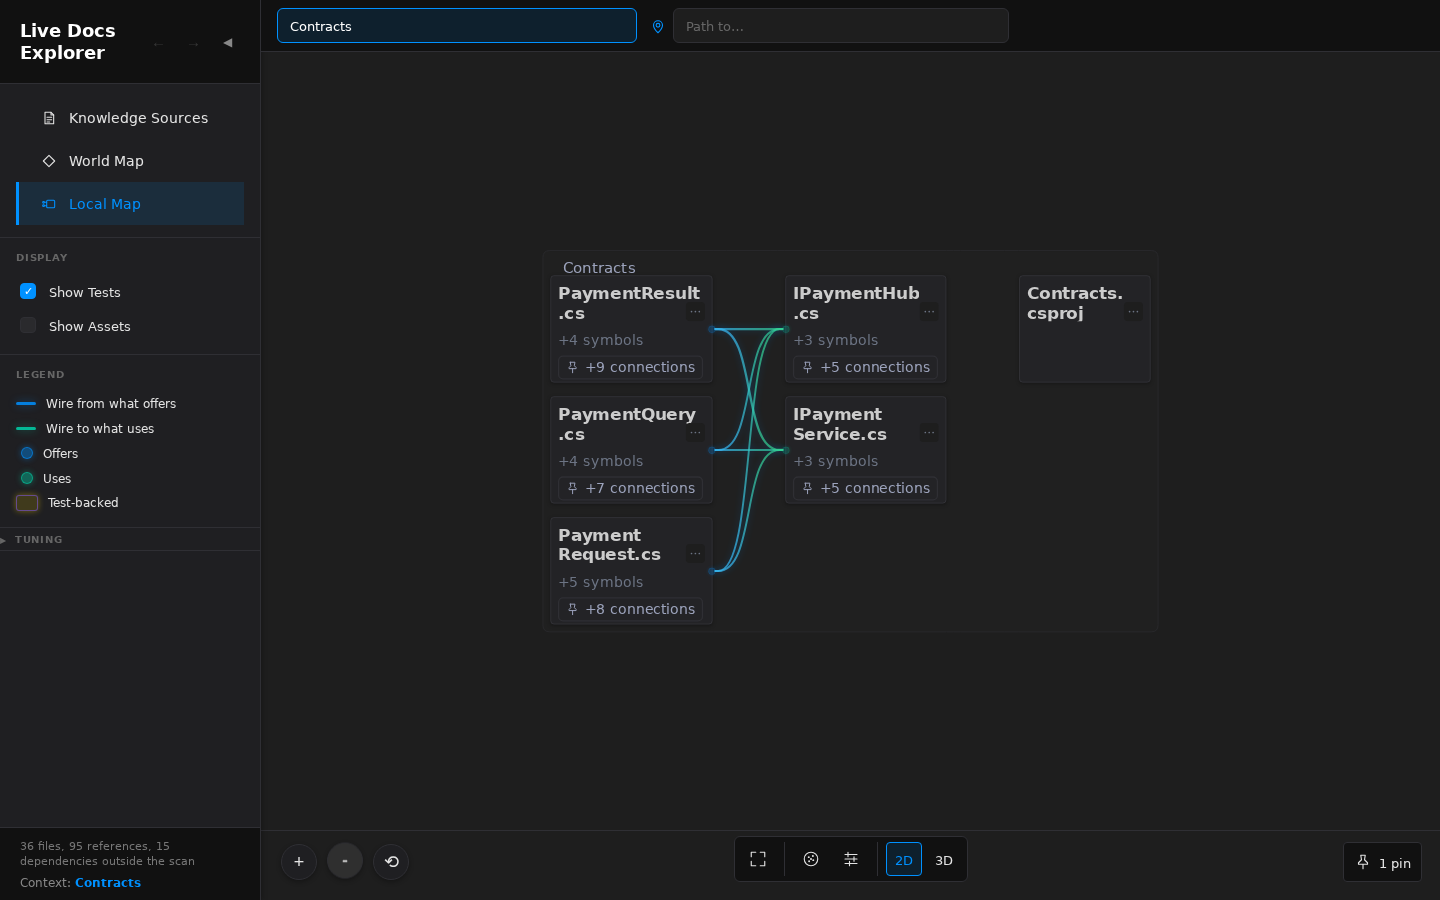 Live Docs
Explorer
Contracts
Path to...
Knowledge Sources
World Map
Local Map
DISPLAY
Show Tests
Show Assets
LEGEND
Wire from what offers
Wire to what uses
Offers
Uses
Test-backed
TUNING
36 files, 95 references, 15
dependencies outside the scan
Context: Contracts
Contracts
PaymentResult
.cs
+4 symbols
+9 connections
IPaymentHub
.cs
+3 symbols
+5 connections
Contracts.
csproj
PaymentQuery
.cs
+4 symbols
+7 connections
IPayment
Service.cs
+3 symbols
+5 connections
Payment
Request.cs
+5 symbols
+8 connections
2D
3D
1 pin